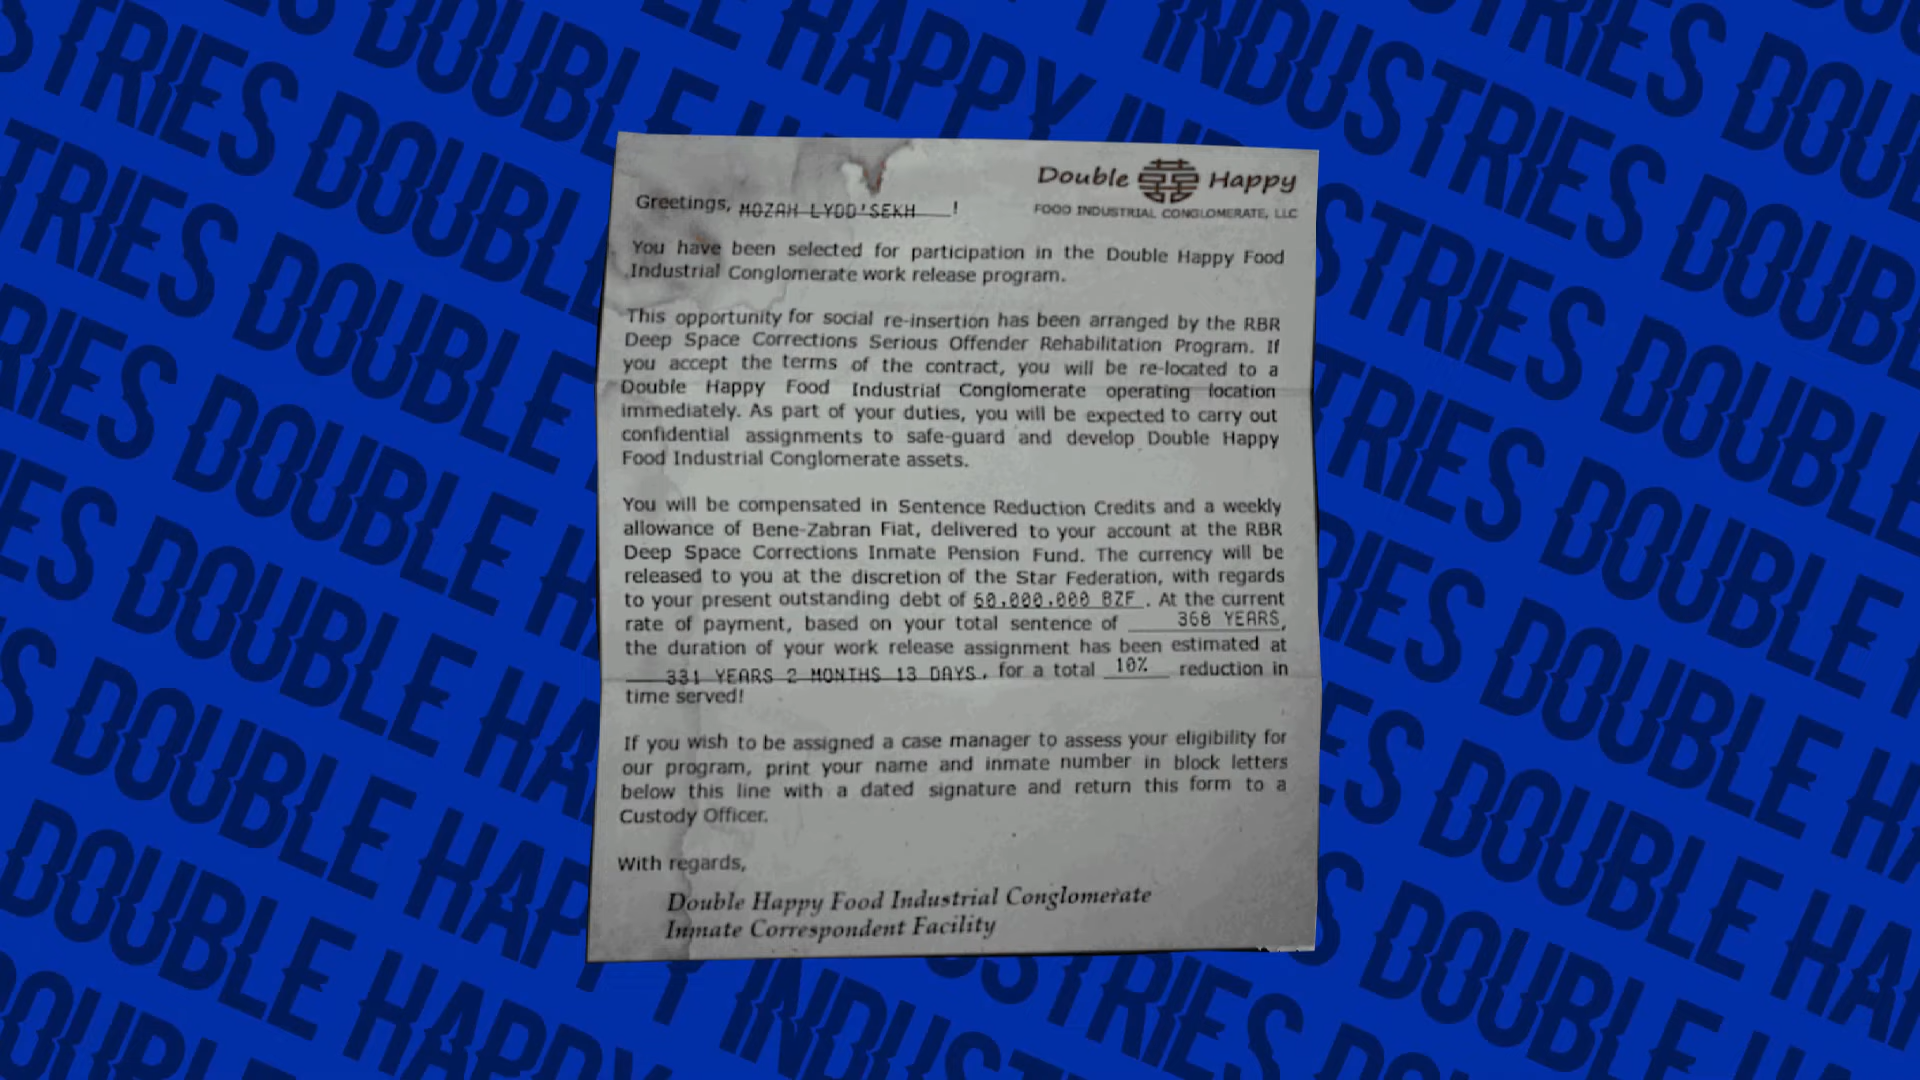 Double 囍 Happy
FOOD INDUSTRIAL CONGLOMERATE, LLC
Greetings, MOZAH LYDD'SEKH !
You have been selected for participation in the Double Happy Food
Industrial Conglomerate work release program.
This opportunity for social re-insertion has been arranged by the RBR
Deep Space Corrections Serious Offender Rehabilitation Program. If
you accept the terms of the contract, you will be re-located to a
Double Happy Food Industrial Conglomerate operating location
immediately. As part of your duties, you will be expected to carry out
confidential assignments to safe-guard and develop Double Happy
Food Industrial Conglomerate assets.
You will be compensated in Sentence Reduction Credits and a weekly
allowance of Bene-Zabran Fiat, delivered to your account at the RBR
Deep Space Corrections Inmate Pension Fund. The currency will be
released to you at the discretion of the Star Federation, with regards
to your present outstanding debt of 60,000,000 BZF . At the current
rate of payment, based on your total sentence of 368 YEARS,
the duration of your work release assignment has been estimated at
331 YEARS 2 MONTHS 13 DAYS, for a total 10% reduction in
time served!
If you wish to be assigned a case manager to assess your eligibility for
our program, print your name and inmate number in block letters
below this line with a dated signature and return this form to a
Custody Officer.
With regards,
Double Happy Food Industrial Conglomerate
Inmate Correspondent Facility
DOUBLE HAPPY INDUSTRIES